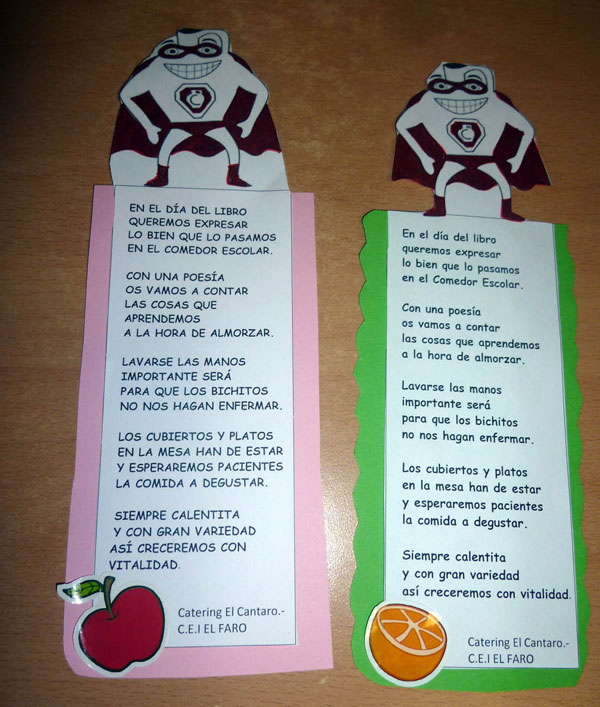 EN EL DÍA DEL LIBRO
QUEREMOS EXPRESAR
LO BIEN QUE LO PASAMOS
EN EL COMEDOR ESCOLAR.
CON UNA POESÍA
OS VAMOS A CONTAR
LAS COSAS QUE
APRENDEMOS
A LA HORA DE ALMORZAR.
LAVARSE LAS MANOS
IMPORTANTE SERÁ
PARA QUE LOS BICHITOS
NO NOS HAGAN ENFERMAR.
LOS CUBIERTOS Y PLATOS
EN LA MESA HAN DE ESTAR
Y ESPERAREMOS PACIENTES
LA COMIDA A DEGUSTAR.
SIEMPRE CALENTITA
Y CON GRAN VARIEDAD
ASÍ CRECEREMOS CON
VITALIDAD.
Catering El Cantaro.-
C.E.I EL FARO
En el día del libro
queremos expresar
lo bien que lo pasamos
en el Comedor Escolar.
Con una poesía
os vamos a contar
las cosas que aprendemos
a la hora de almorzar.
Lavarse las manos
importante será
para que los bichitos
no nos hagan enfermar.
Los cubiertos y platos
en la mesa han de estar
y esperaremos pacientes
la comida a degustar.
Siempre calentita
y con gran variedad
así creceremos con vitalidad.
Catering El Cantaro.-
C.E.I EL FARO